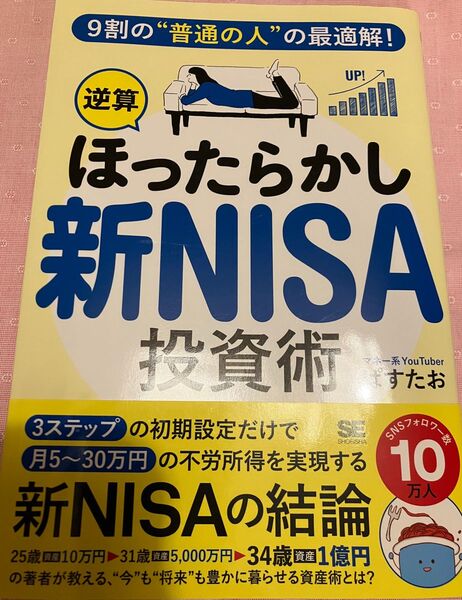 9割の“普通の人”の最適解!
UP!
逆算
ほったらかし
新NISA
投資術
マネー系YouTuber
ぱすたお
3ステップの初期設定だけで
月5~30万円の不労所得を実現する
新NISAの結論
25歳資産10万円▶31歳資産5,000万円▶34歳資産1億円
の著者が教える、“今”も“将来”も豊かに暮らせる資産術とは?
SE
SHOEISHA
SNSフォロワー数
10
万人